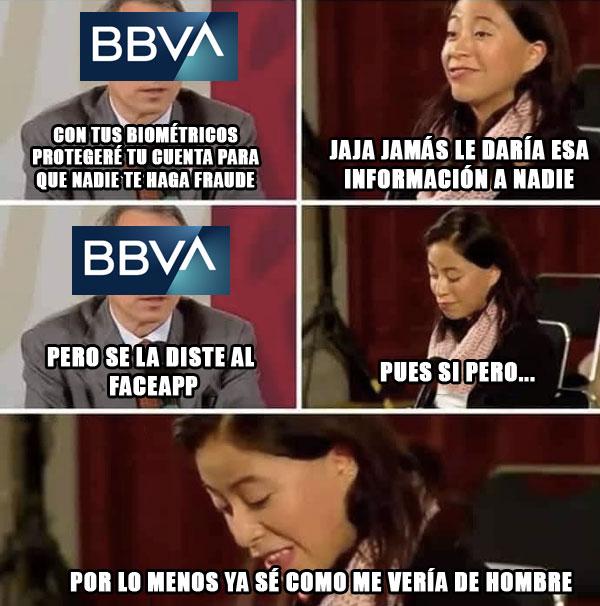 BBVA
CON TUS BIOMÉTRICOS
PROTEGERÉ TU CUENTA PARA
QUE NADIE TE HAGA FRAUDE
JAJA JAMÁS LE DARÍA ESA
INFORMACIÓN A NADIE
BBVA
PERO SE LA DISTE AL
FACEAPP
PUES SI PERO...
POR LO MENOS YA SÉ COMO ME VERÍA DE HOMBRE